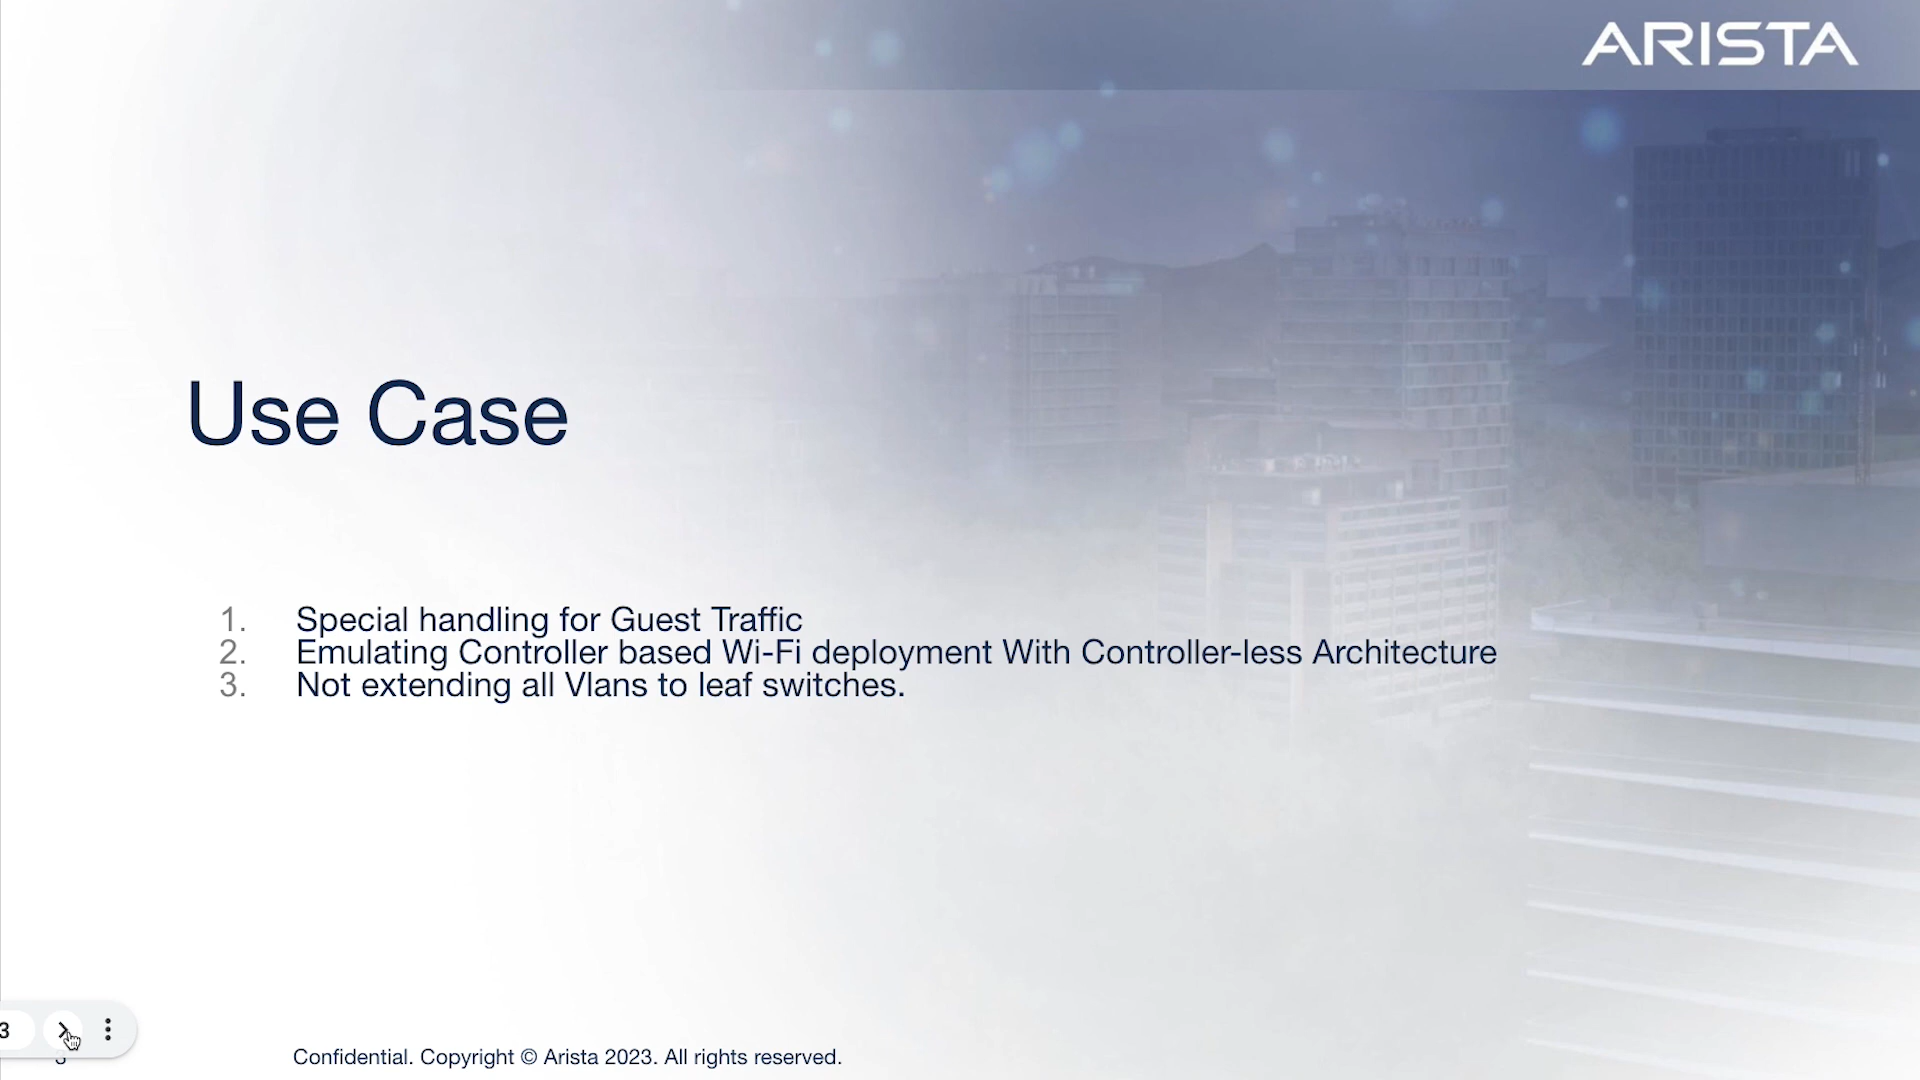 ARISTA
Use Case
1. Special handling for Guest Traffic
2. Emulating Controller based Wi-Fi deployment With Controller-less Architecture
3. Not extending all Vlans to leaf switches.
3
Confidential. Copyright © Arista 2023. All rights reserved.